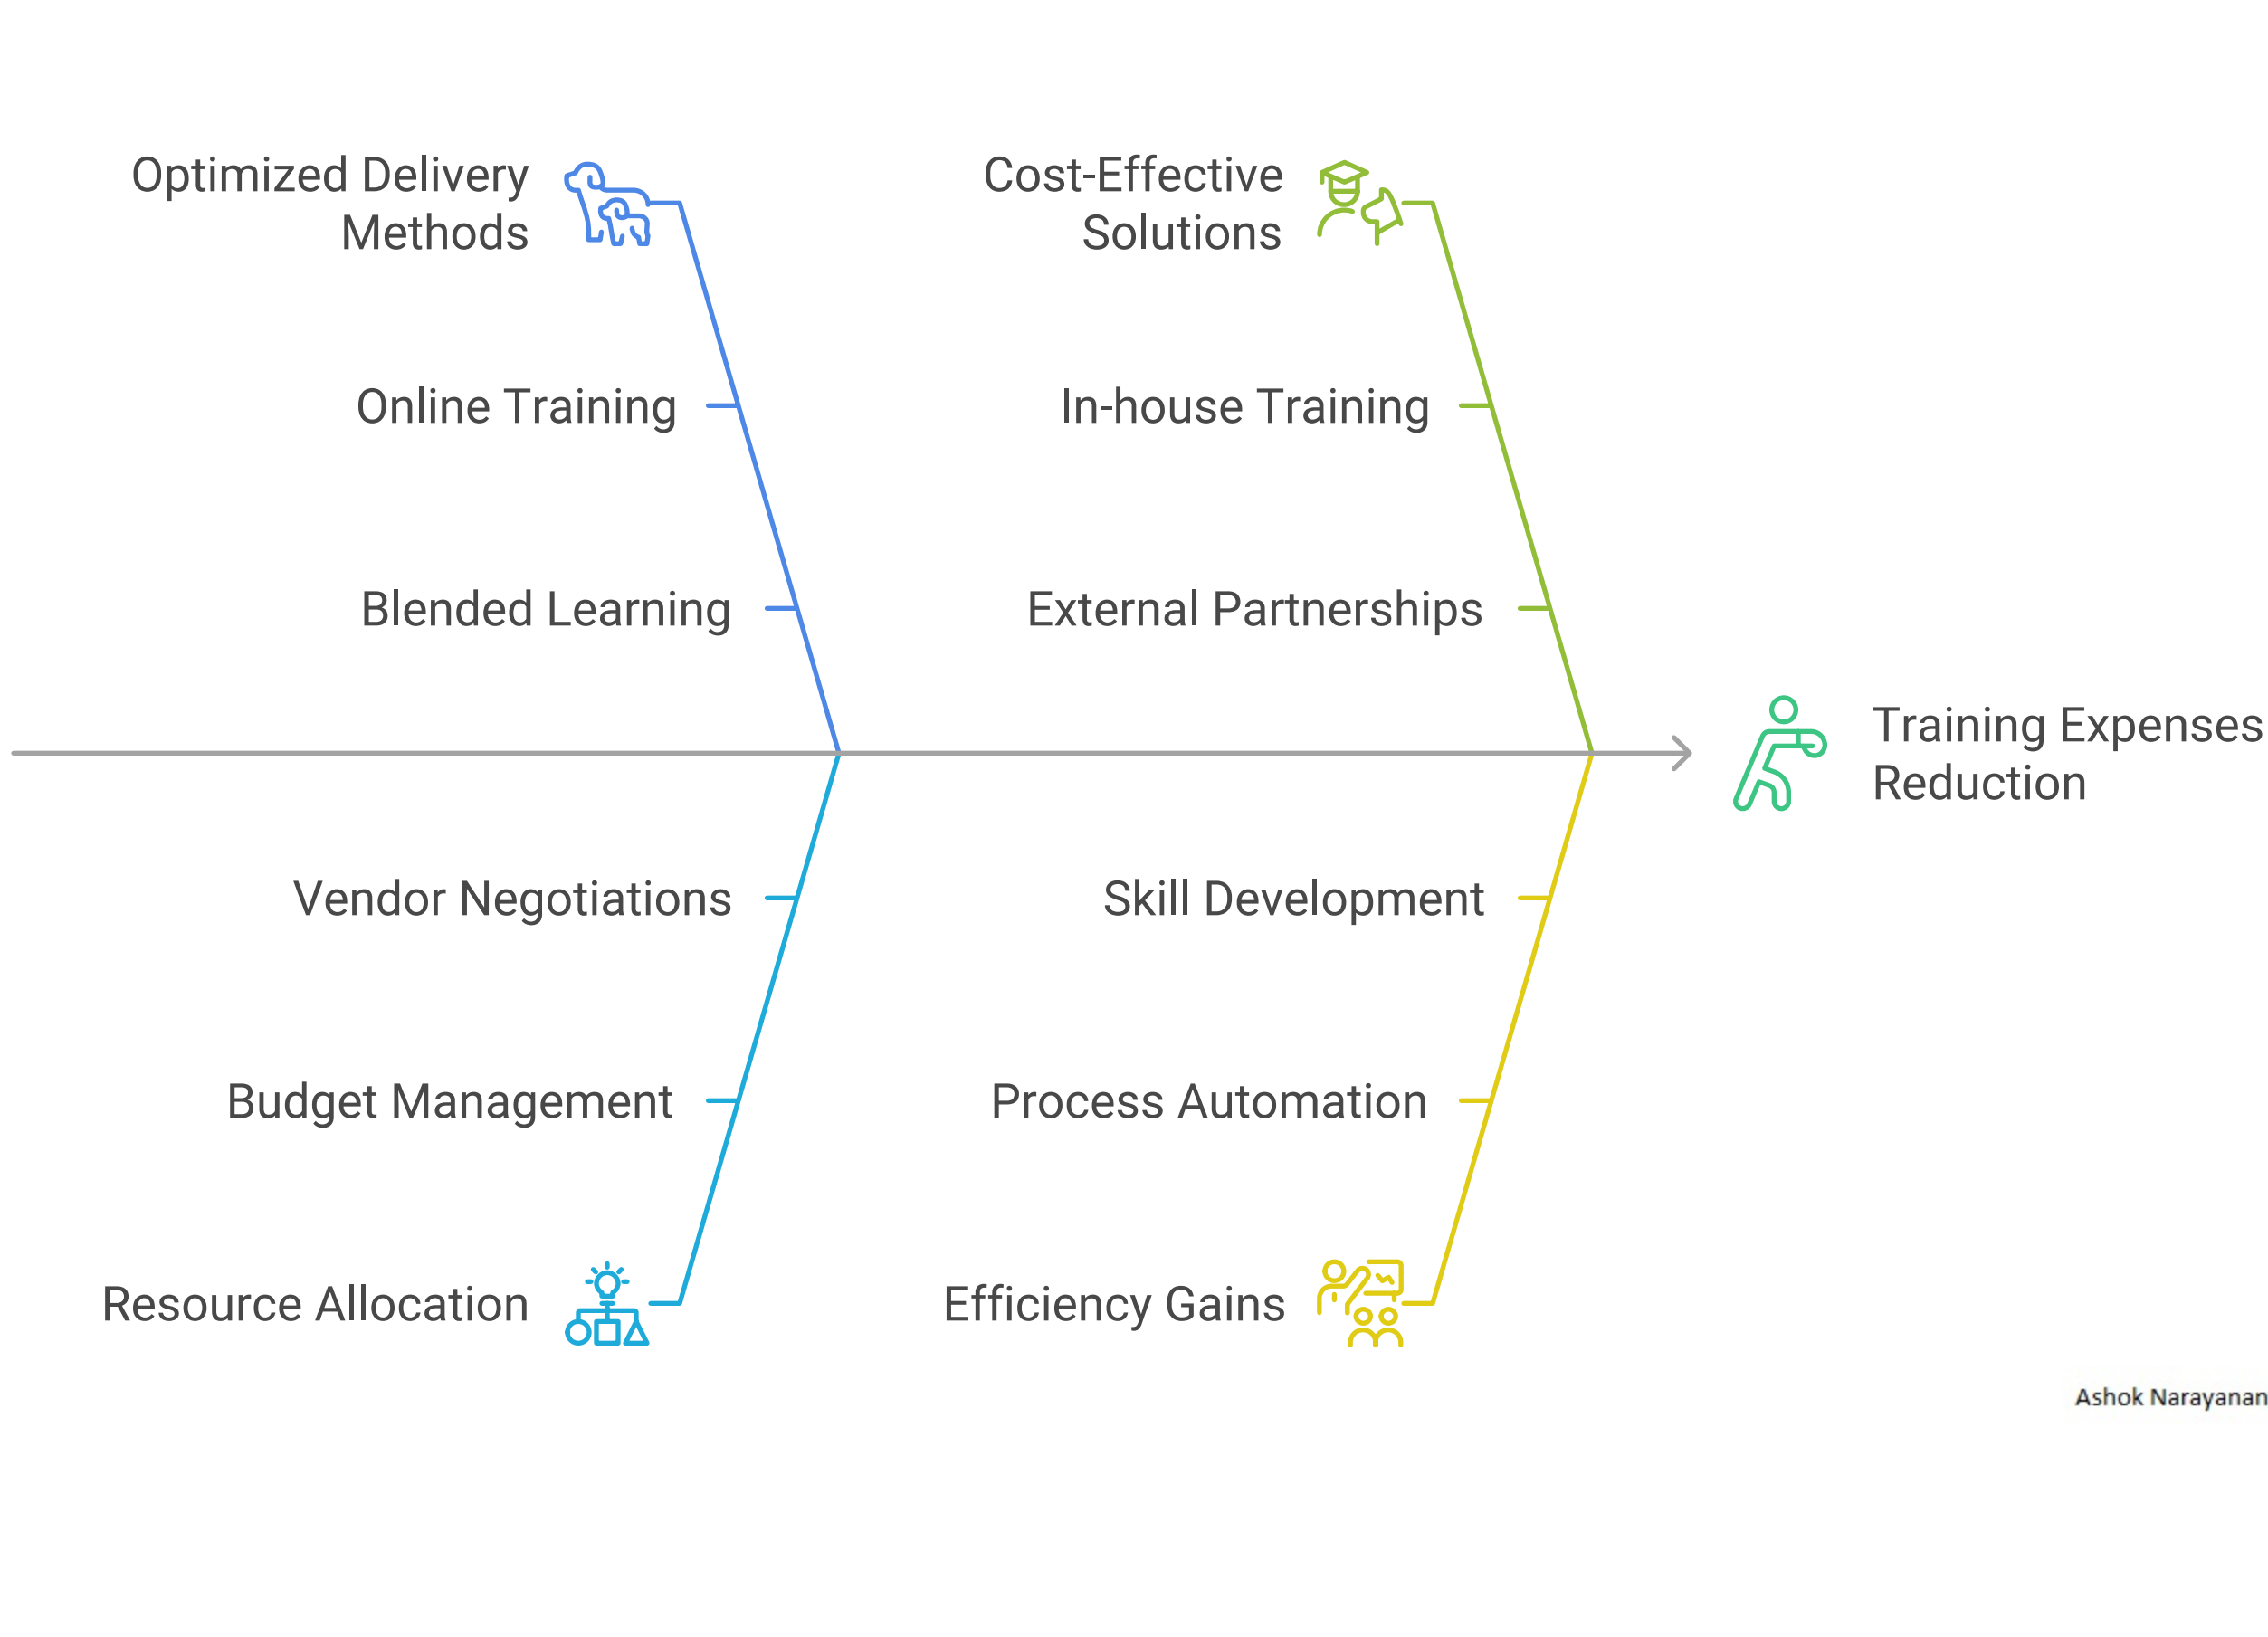 Optimized Delivery
Methods
Online Training
Blended Learning
Cost-Effective
Solutions
In-house Training
External Partnerships
Training Expenses
Reduction
Vendor Negotiations
Budget Management
Resource Allocation
Skill Development
Process Automation
Efficiency Gains
Ashok Narayanan